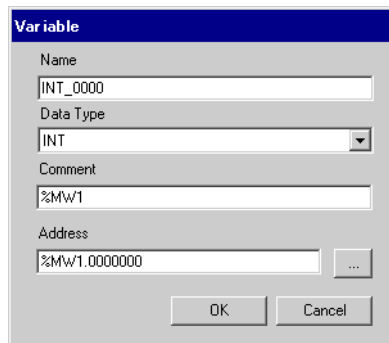 Variable
Name
INT_0000
Data Type
INT
Comment
%MW1
Address
%MW1.0000000
...
OK Cancel